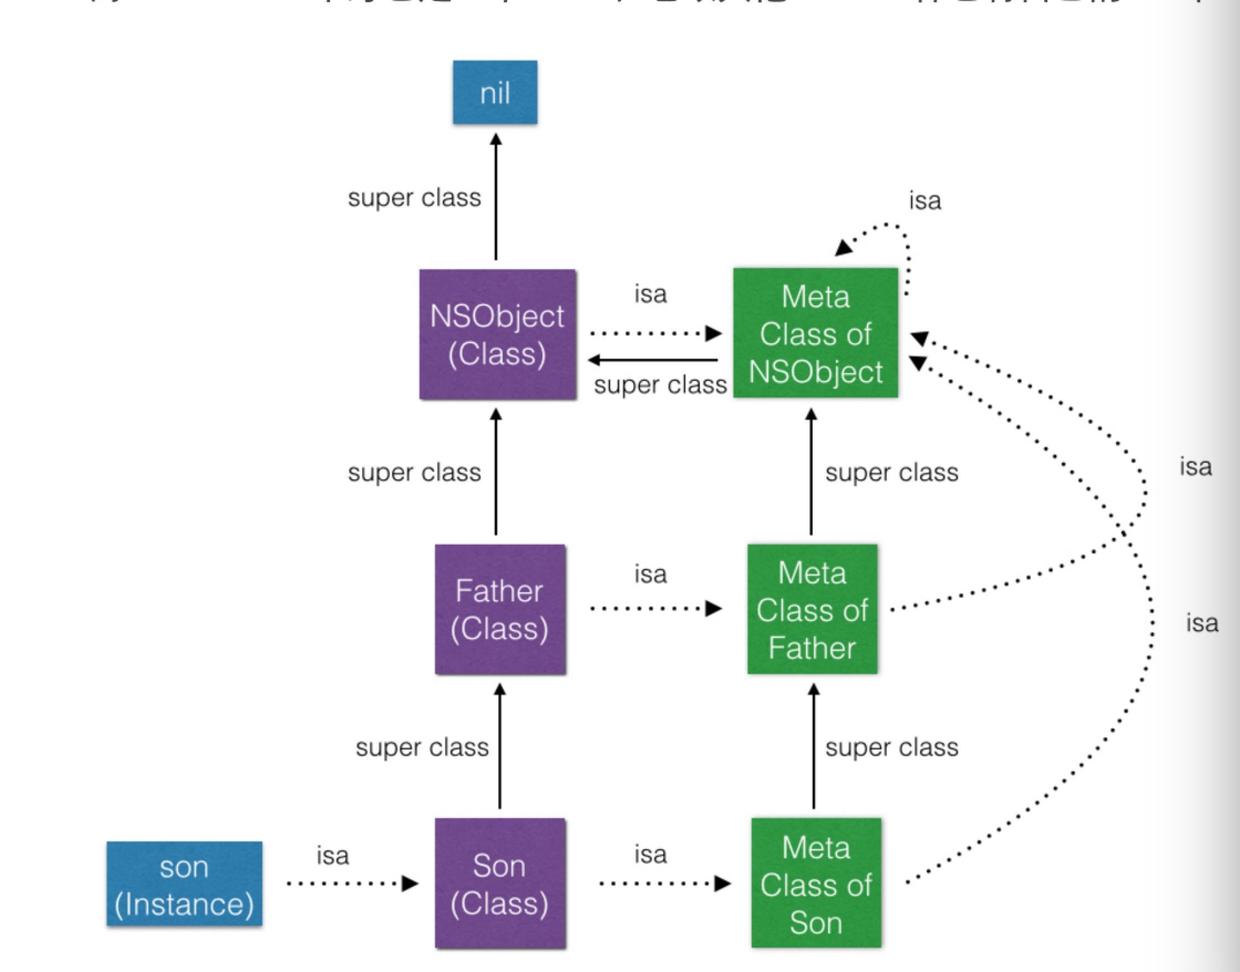 nil
super class
isa
NSObject
(Class)
isa
super class
Meta
Class of
NSObject
super class
super class
isa
Father
(Class)
isa
Meta
Class of
Father
isa
super class
super class
son
(Instance)
isa
Son
(Class)
isa
Meta
Class of
Son